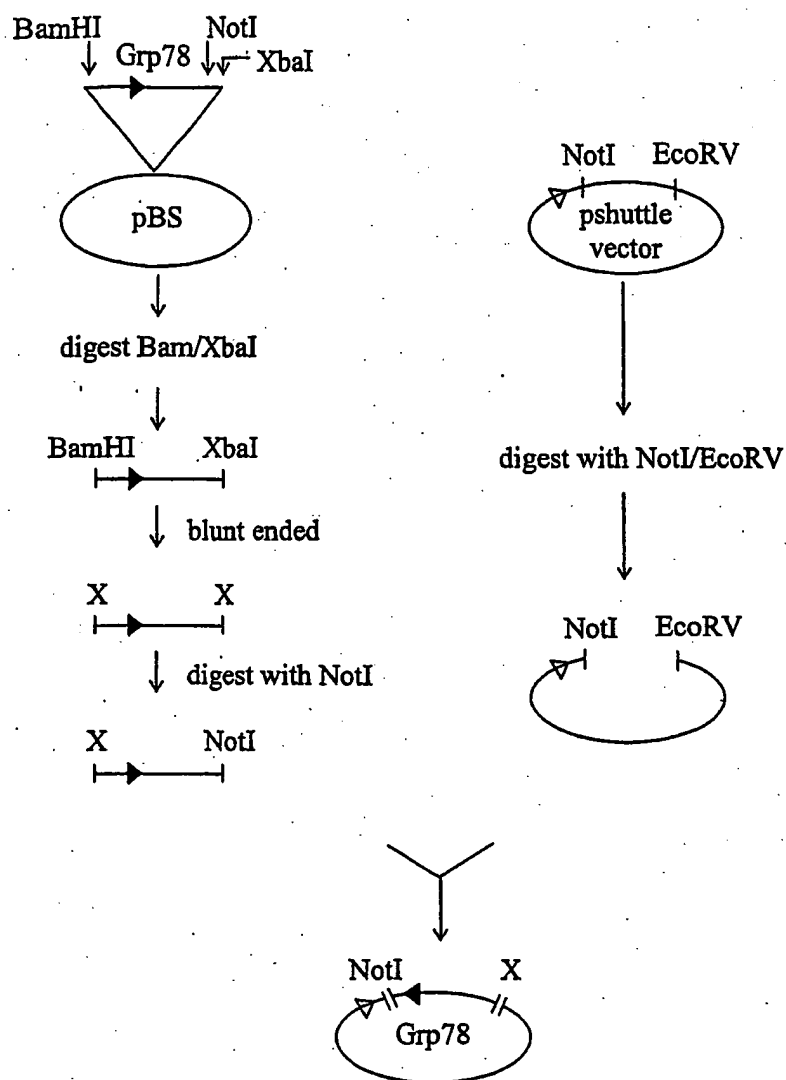 BamHI
NotI
Grp78
XbaI
pBS
digest Bam/XbaI
BamHI XbaI
blunt ended
X X
digest with NotI
X NotI
NotI EcoRV
pshuttle
vector
digest with NotI/EcoRV
NotI EcoRV
NotI X
Grp78